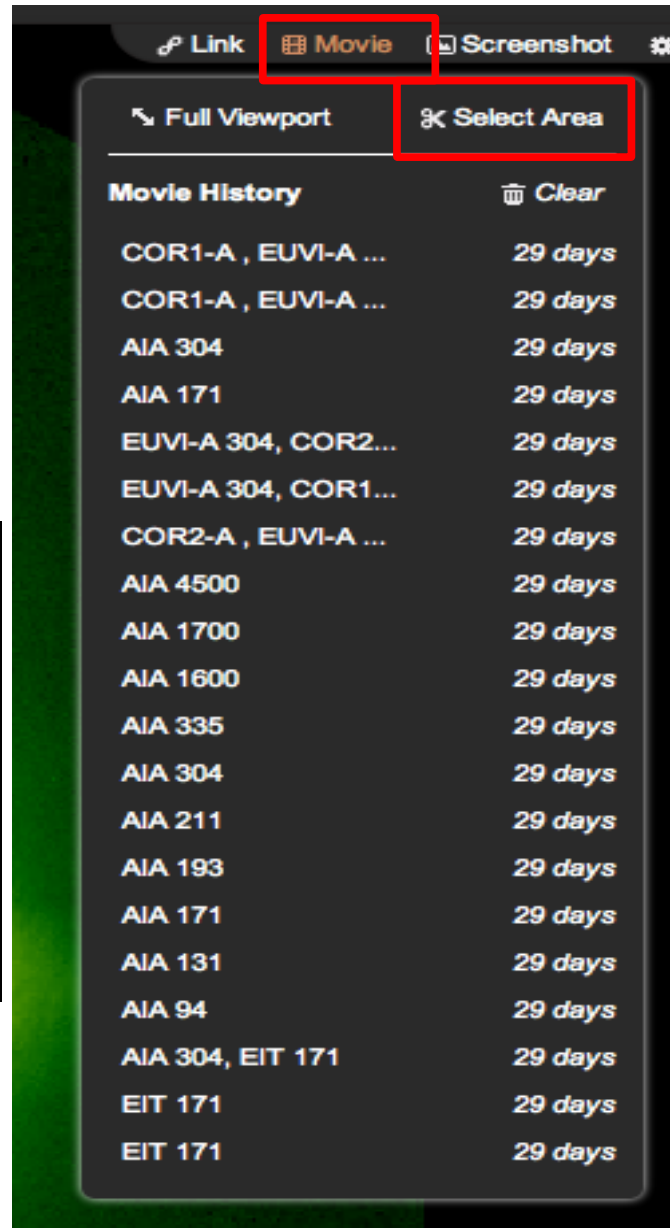 Link Movie Screenshot
Full Viewport Select Area
Movie History Clear
COR1-A , EUVI-A ... 29 days
COR1-A , EUVI-A ... 29 days
AIA 304 29 days
AIA 171 29 days
EUVI-A 304, COR2... 29 days
EUVI-A 304, COR1... 29 days
COR2-A , EUVI-A ... 29 days
AIA 4500 29 days
AIA 1700 29 days
AIA 1600 29 days
AIA 335 29 days
AIA 304 29 days
AIA 211 29 days
AIA 193 29 days
AIA 171 29 days
AIA 131 29 days
AIA 94 29 days
AIA 304, EIT 171 29 days
EIT 171 29 days
EIT 171 29 days